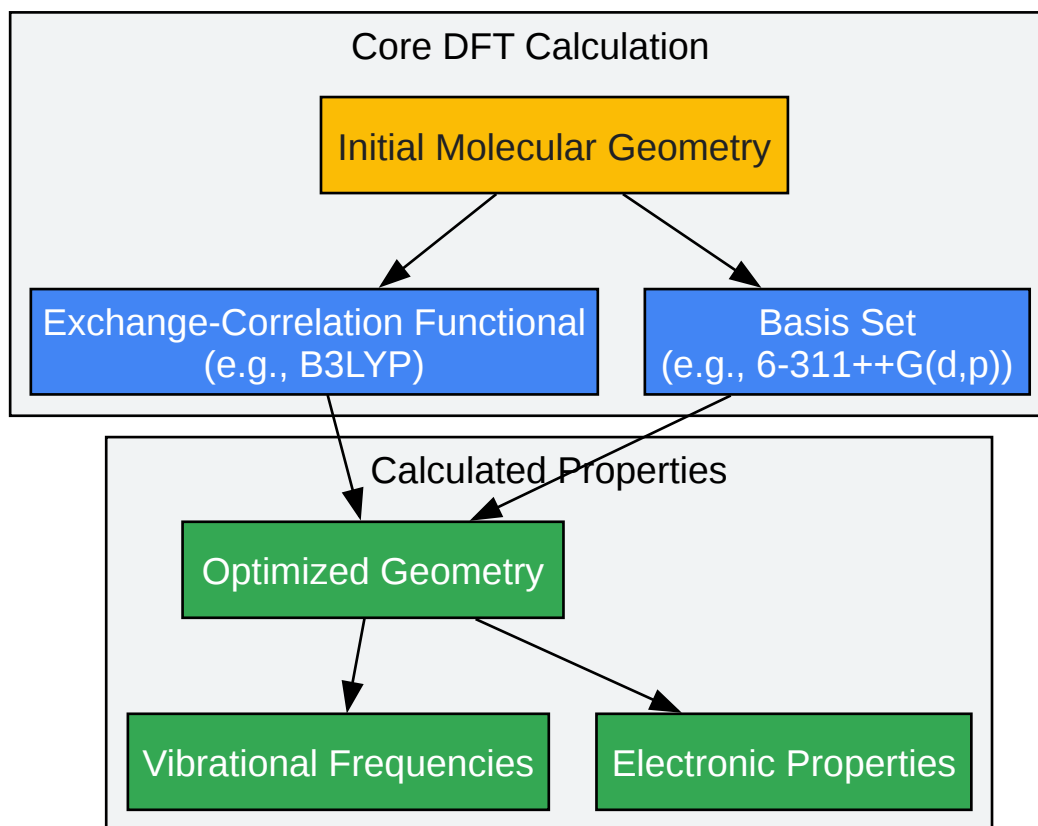 Core DFT Calculation
Initial Molecular Geometry
Exchange-Correlation Functional
(e.g., B3LYP)
Basis Set
(e.g., 6-311++G(d,p))
Calculated Properties
Optimized Geometry
Vibrational Frequencies
Electronic Properties